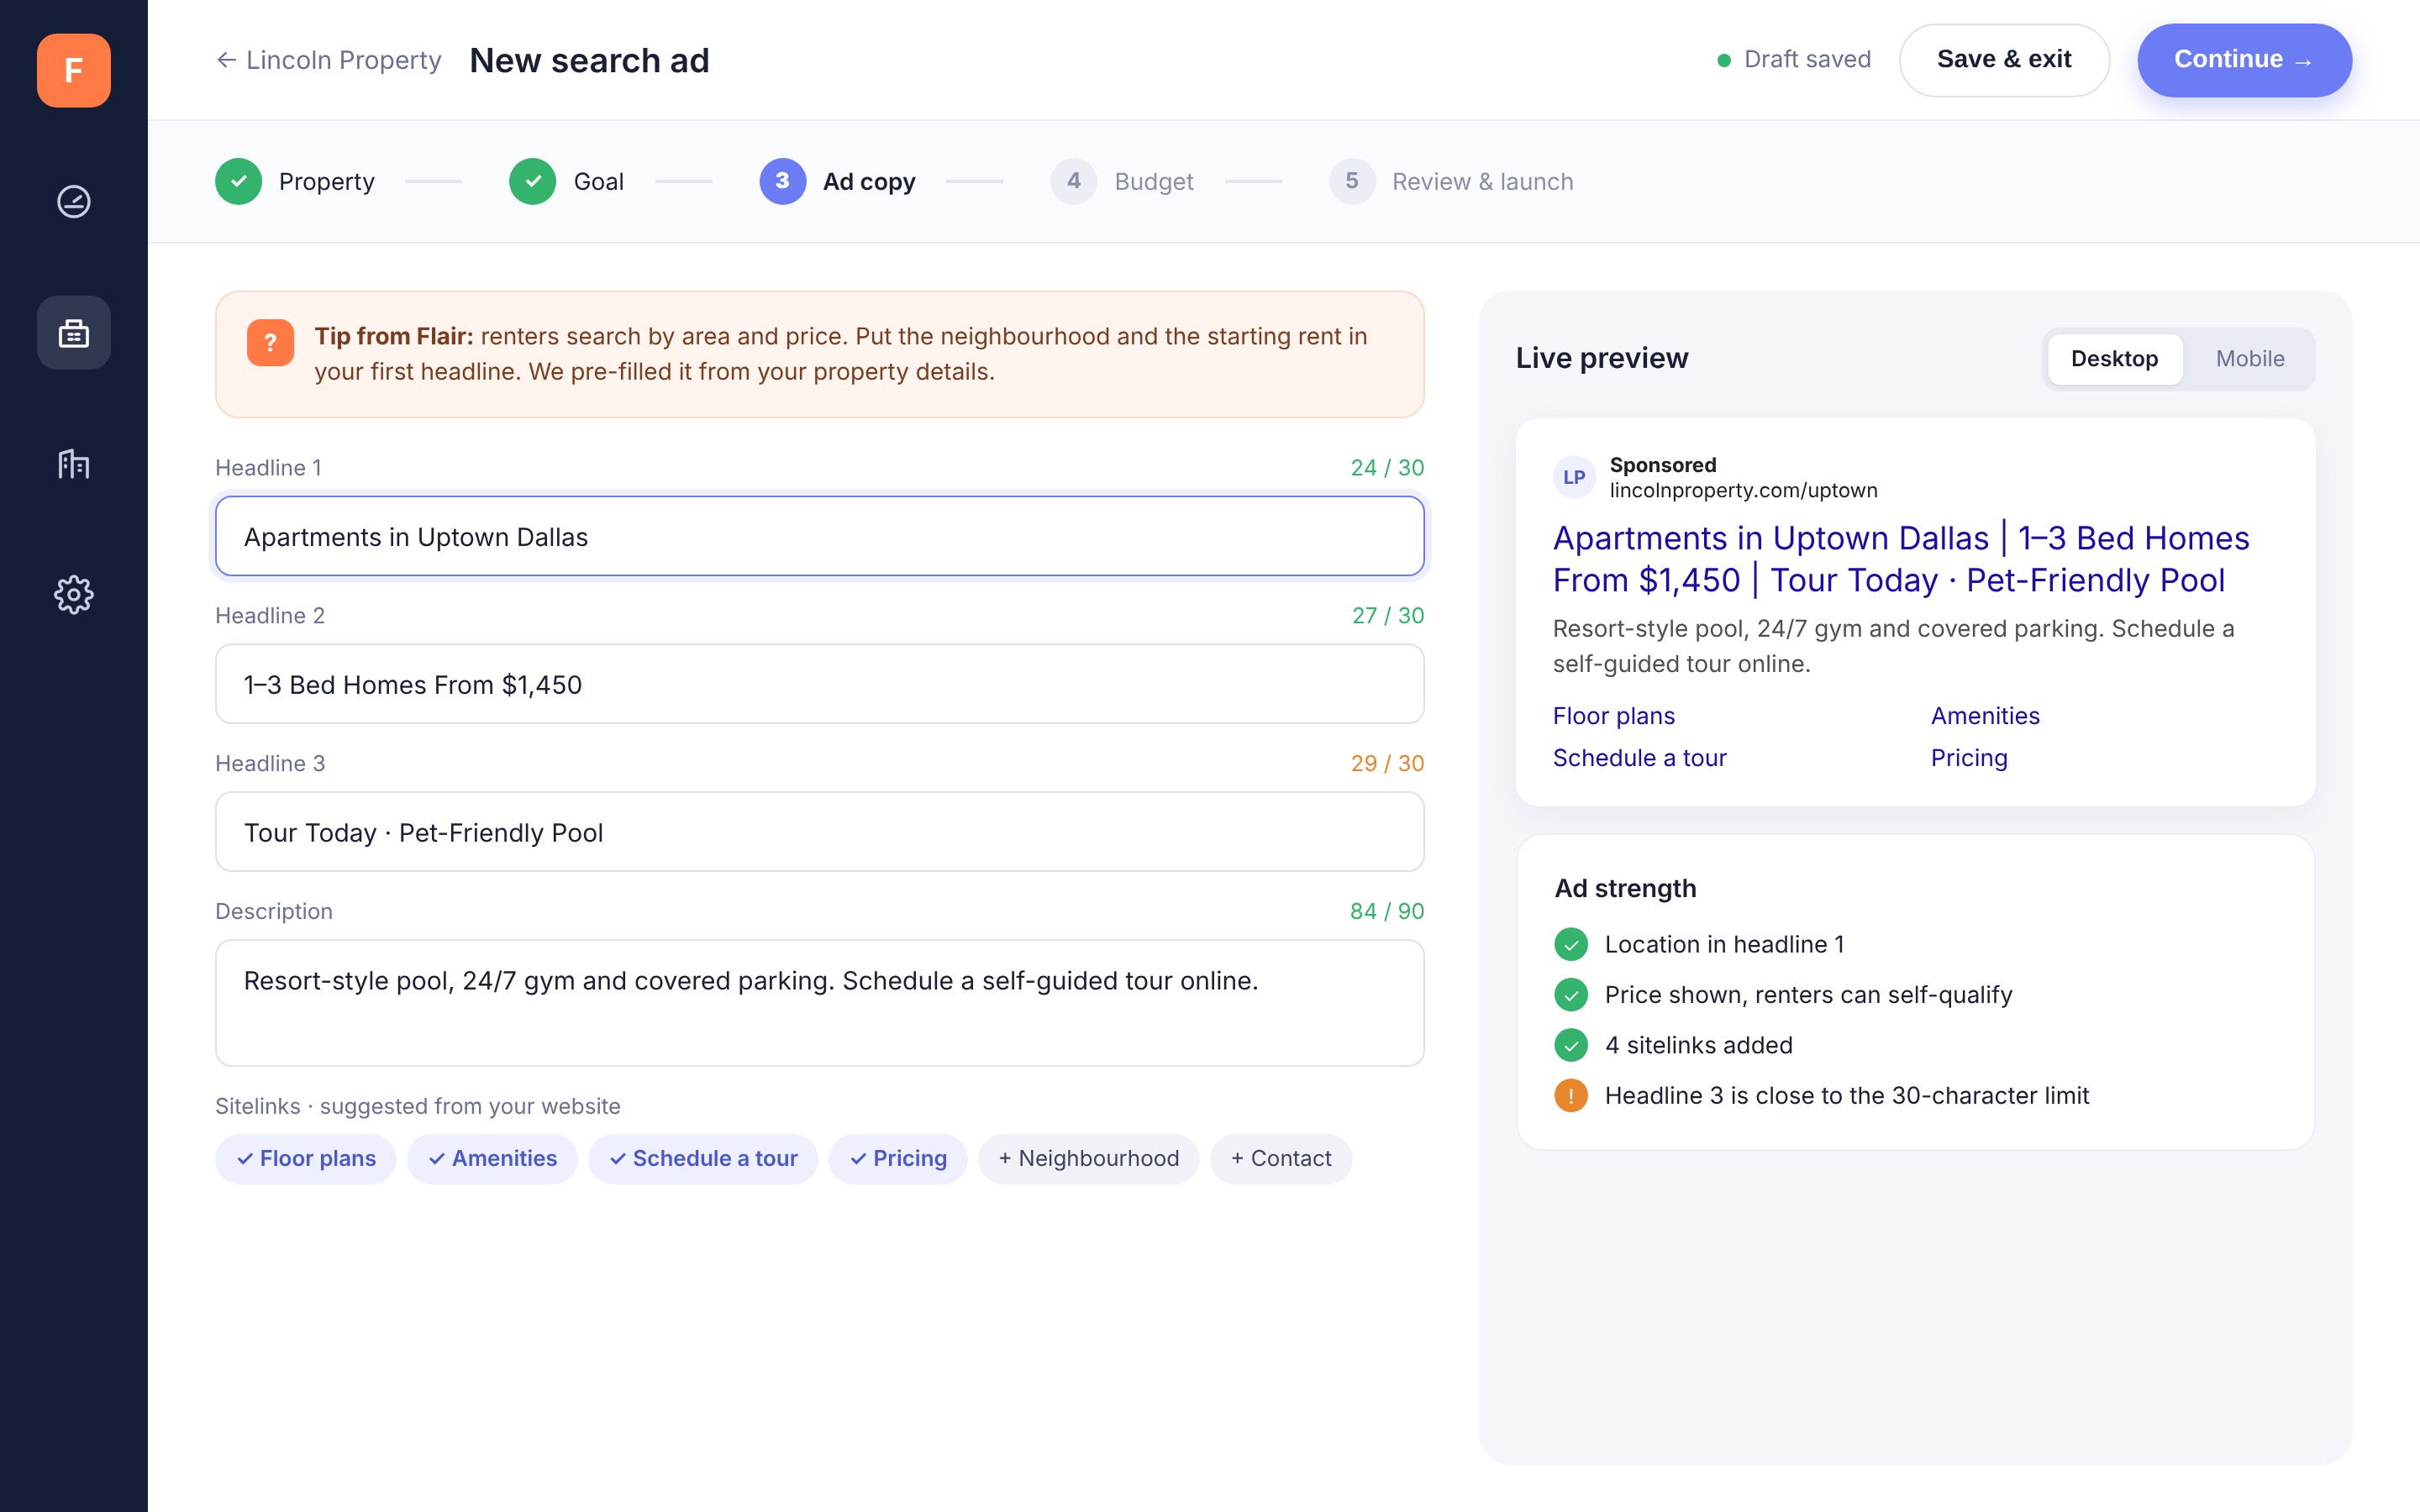 F
← Lincoln Property New search ad
Draft saved
Save & exit
Continue →
Property
Goal
3 Ad copy
4 Budget
5 Review & launch
? Tip from Flair: renters search by area and price. Put the neighbourhood and the starting rent in
your first headline. We pre-filled it from your property details.
Headline 1 24 / 30
Apartments in Uptown Dallas
Headline 2 27 / 30
1–3 Bed Homes From $1,450
Headline 3 29 / 30
Tour Today · Pet-Friendly Pool
Description 84 / 90
Resort-style pool, 24/7 gym and covered parking. Schedule a self-guided tour online.
Sitelinks · suggested from your website
✓ Floor plans ✓ Amenities ✓ Schedule a tour ✓ Pricing + Neighbourhood + Contact
Live preview
Desktop Mobile
LP
Sponsored
lincolnproperty.com/uptown
Apartments in Uptown Dallas | 1–3 Bed Homes
From $1,450 | Tour Today · Pet-Friendly Pool
Resort-style pool, 24/7 gym and covered parking. Schedule a
self-guided tour online.
Floor plans Amenities
Schedule a tour Pricing
Ad strength
✓ Location in headline 1
✓ Price shown, renters can self-qualify
✓ 4 sitelinks added
! Headline 3 is close to the 30-character limit